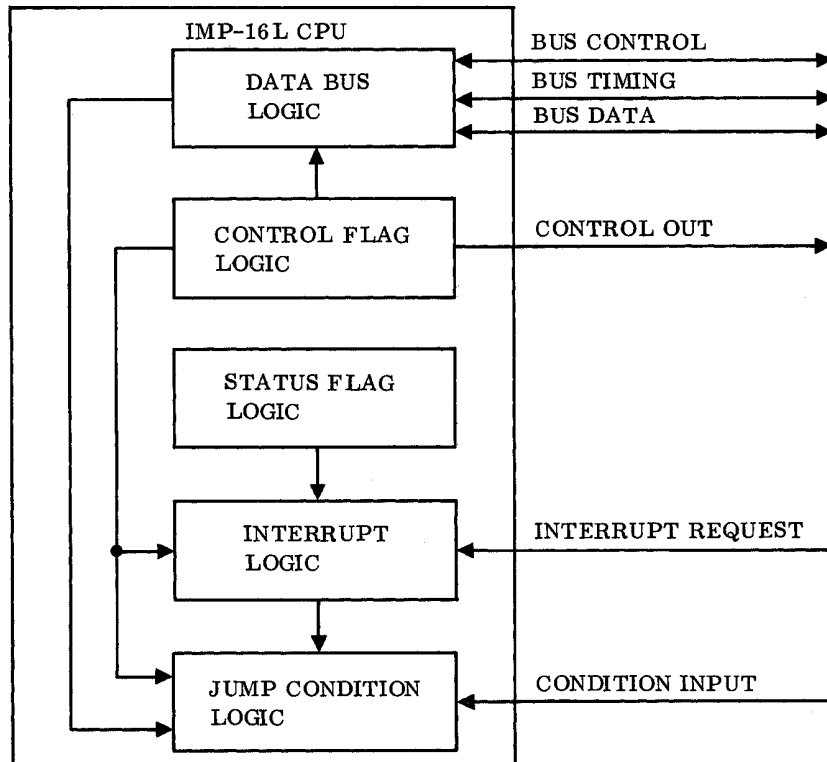 IMP-16L CPU
DATA BUS
LOGIC
BUS CONTROL
BUS TIMING
BUS DATA
CONTROL FLAG
LOGIC
CONTROL OUT
STATUS FLAG
LOGIC
INTERRUPT
LOGIC
INTERRUPT REQUEST
JUMP CONDITION
LOGIC
CONDITION INPUT